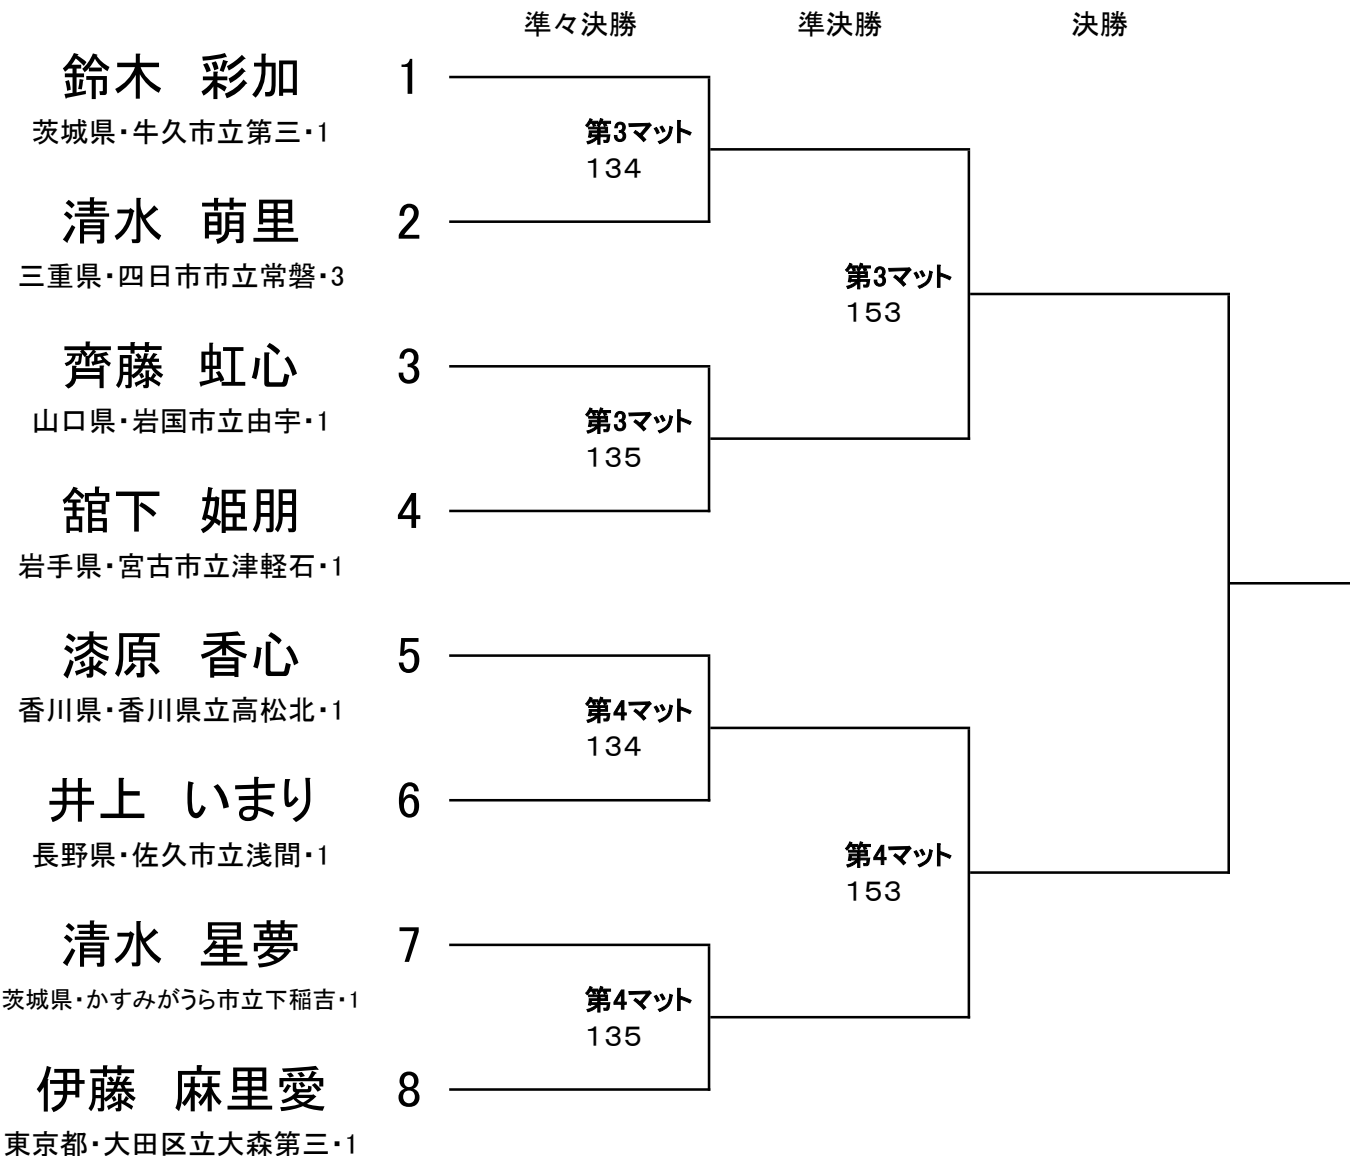 準々決勝 準決勝 決勝
鈴木 彩加 1
茨城県・牛久市立第三・1
第3マット
134
清水 萌里 2
三重県・四日市市立常磐・3
第3マット
153
齊藤 虹心 3
山口県・岩国市立由宇・1
第3マット
135
舘下 姫朋 4
岩手県・宮古市立津軽石・1
漆原 香心 5
香川県・香川県立高松北・1
第4マット
134
井上 いまり 6
長野県・佐久市立浅間・1
第4マット
153
清水 星夢 7
茨城県・かすみがうら市立下稲吉・1
第4マット
135
伊藤 麻里愛 8
東京都・大田区立大森第三・1